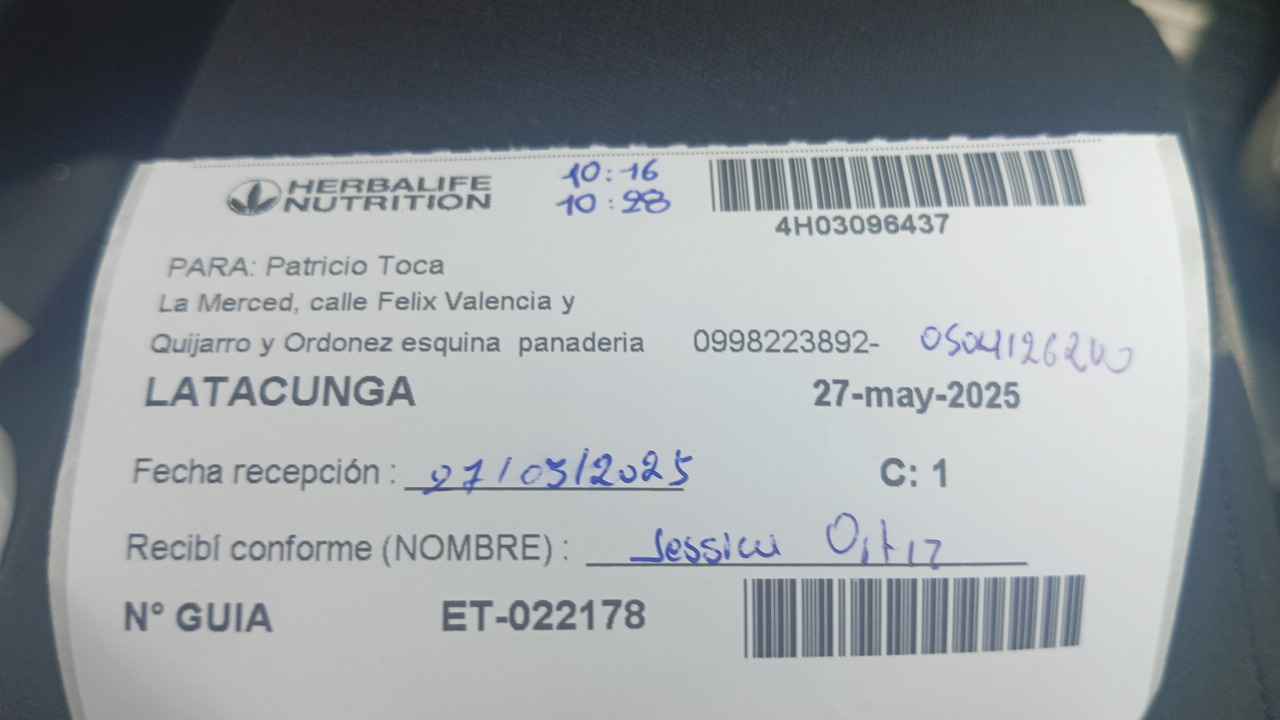 HERBALIFE NUTRITION
10:16
10:28
4H03096437
PARA: Patricio Toca
La Merced, calle Felix Valencia y
Quijarro y Ordonez esquina panaderia 0998223892-
LATACUNGA 27-may-2025
Fecha recepción : 27/05/2025 C: 1
Recibí conforme (NOMBRE) : Jessica Ortiz
N° GUIA ET-022178